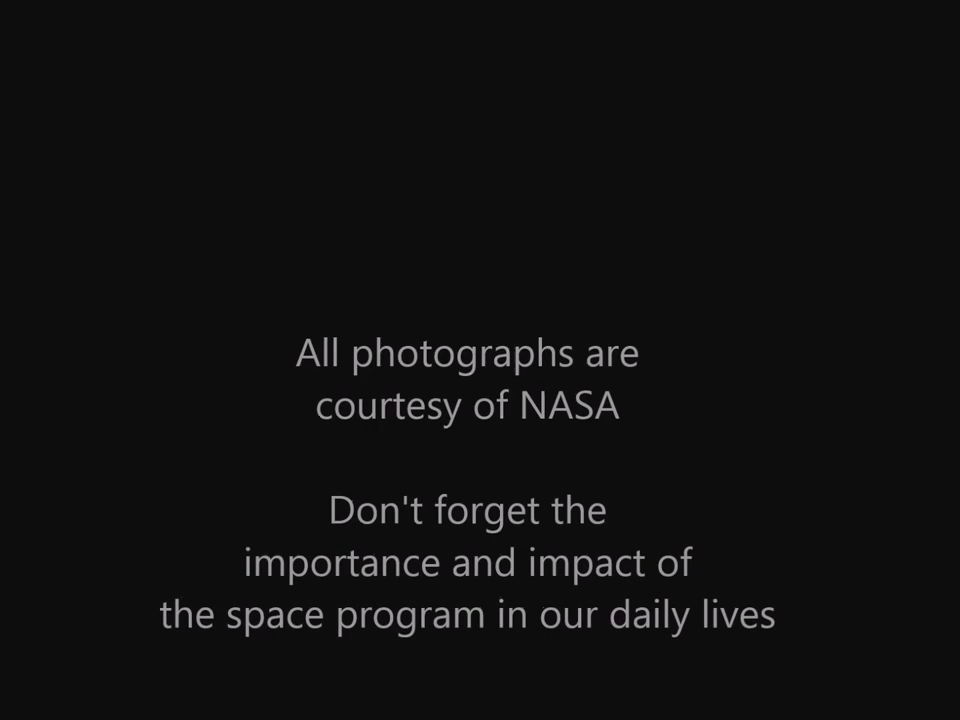 All photographs are
courtesy of NASA
Don't forget the
importance and impact of
the space program in our daily lives